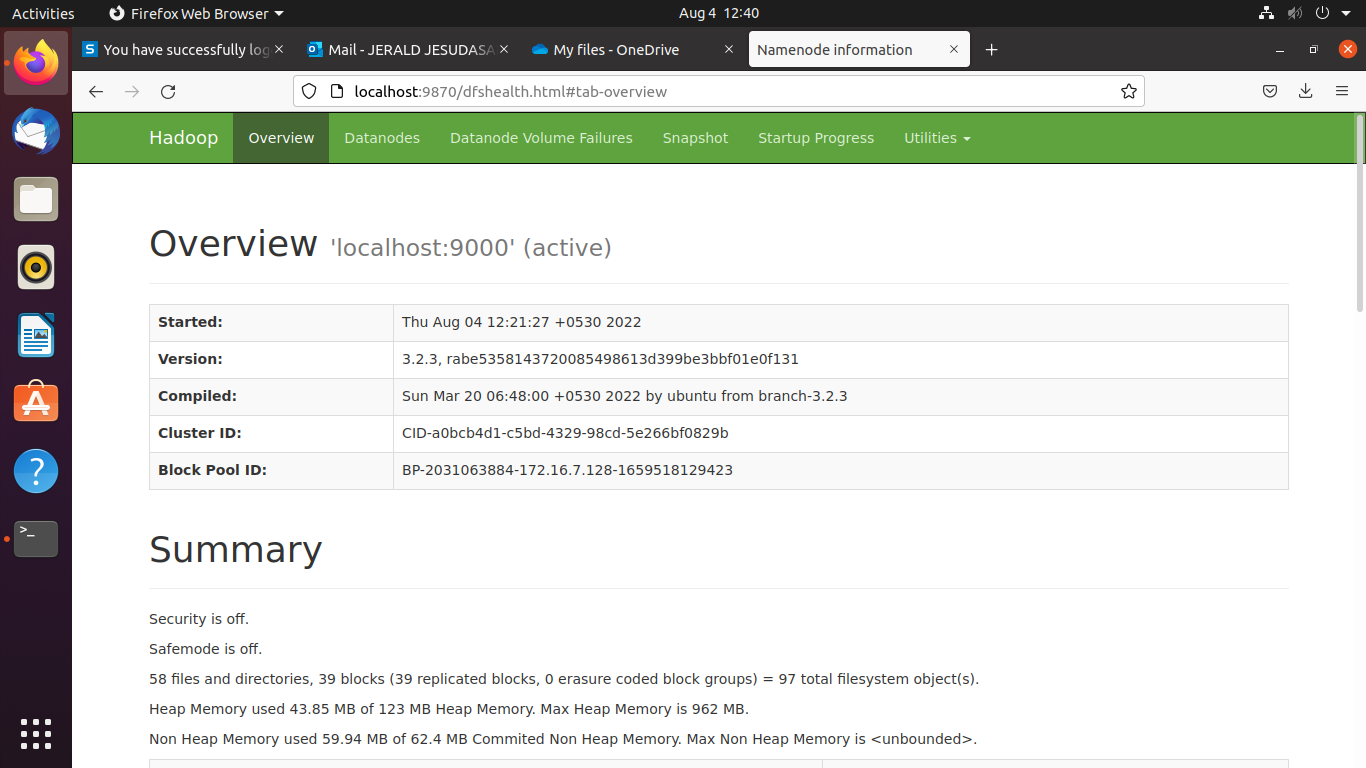 Activities Firefox Web Browser Aug 4 12:40
You have successfully log Mail - JERALD JESUDASA My files - OneDrive Namenode information
localhost:9870/dfshealth.html#tab-overview
Hadoop Overview Datanodes Datanode Volume Failures Snapshot Startup Progress Utilities
Overview 'localhost:9000' (active)
Started: Thu Aug 04 12:21:27 +0530 2022
Version: 3.2.3, rabe5358143720085498613d399be3bbf01e0f131
Compiled: Sun Mar 20 06:48:00 +0530 2022 by ubuntu from branch-3.2.3
Cluster ID: CID-a0bcb4d1-c5bd-4329-98cd-5e266bf0829b
Block Pool ID: BP-2031063884-172.16.7.128-1659518129423
Summary
Security is off.
Safemode is off.
58 files and directories, 39 blocks (39 replicated blocks, 0 erasure coded block groups) = 97 total filesystem object(s).
Heap Memory used 43.85 MB of 123 MB Heap Memory. Max Heap Memory is 962 MB.
Non Heap Memory used 59.94 MB of 62.4 MB Commited Non Heap Memory. Max Non Heap Memory is <unbounded>.